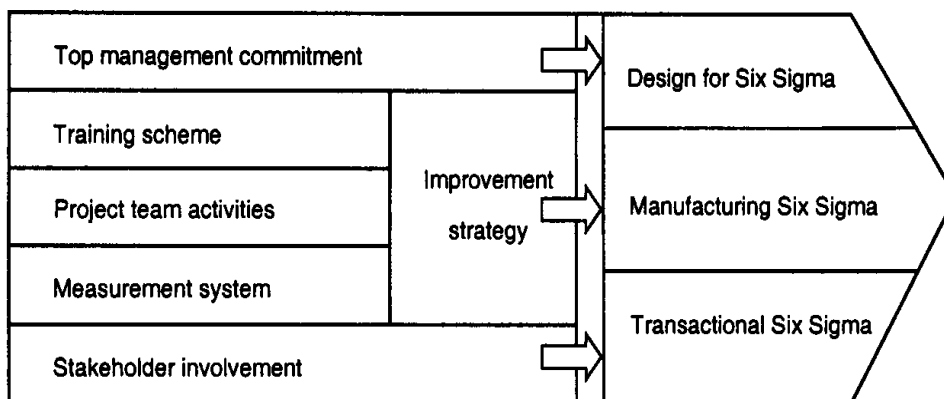 Top management commitment
Training scheme
Project team activities
Measurement system
Stakeholder involvement
Improvement
strategy
Design for Six Sigma
Manufacturing Six Sigma
Transactional Six Sigma